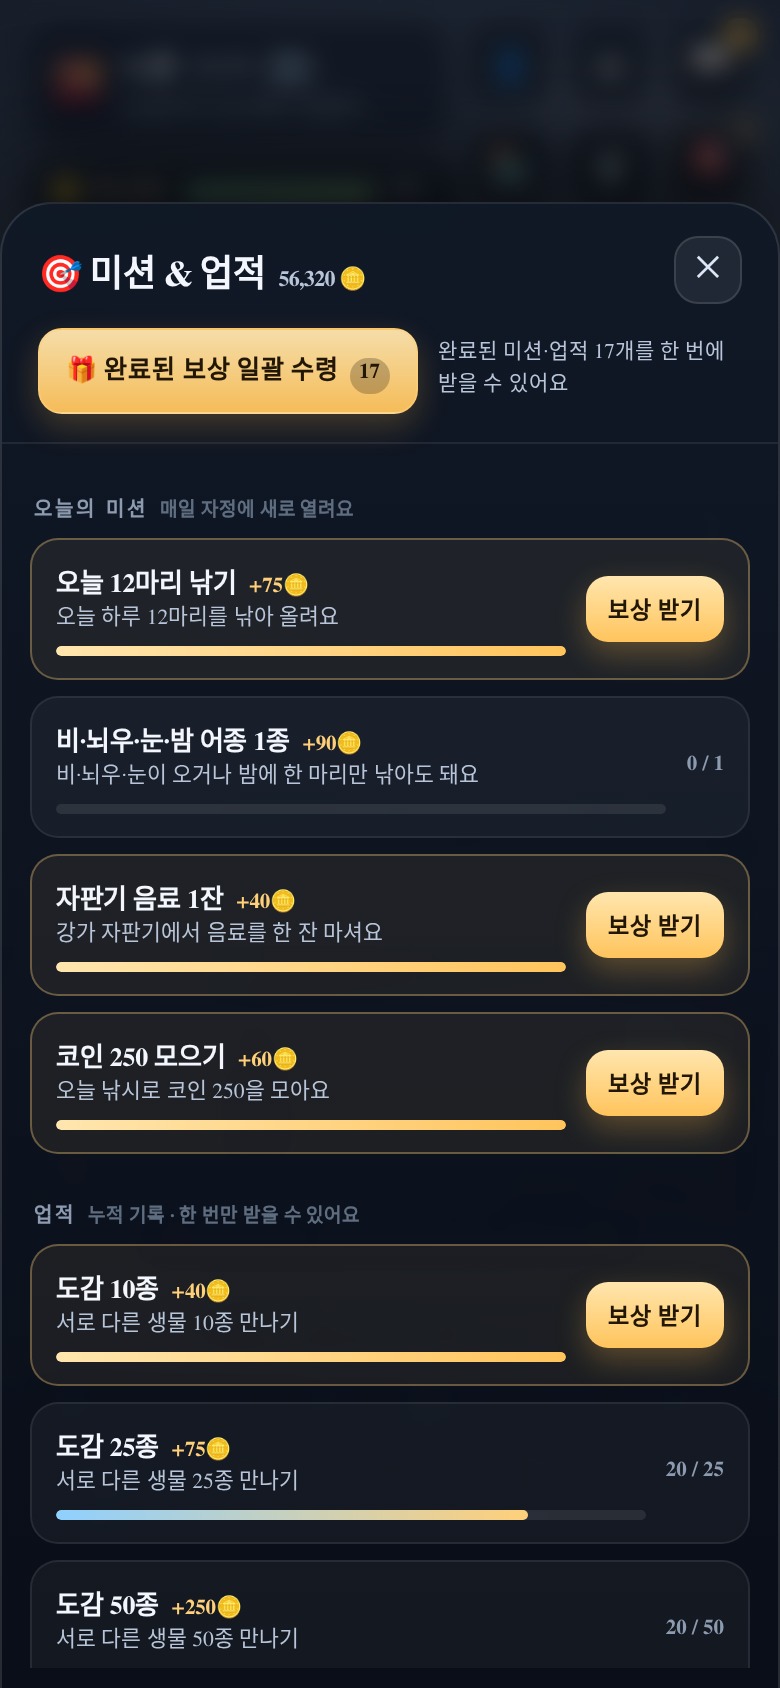 미션 & 업적 56,320
완료된 보상 일괄 수령 17
완료된 미션·업적 17개를 한 번에
받을 수 있어요
오늘의 미션 매일 자정에 새로 열려요
오늘 12마리 낚기 +75
오늘 하루 12마리를 낚아 올려요
보상 받기
비·뇌우·눈·밤 어종 1종 +90
비·뇌우·눈이 오거나 밤에 한 마리만 낚아도 돼요
0 / 1
자판기 음료 1잔 +40
강가 자판기에서 음료를 한 잔 마셔요
보상 받기
코인 250 모으기 +60
오늘 낚시로 코인 250을 모아요
보상 받기
업적 누적 기록 · 한 번만 받을 수 있어요
도감 10종 +40
서로 다른 생물 10종 만나기
보상 받기
도감 25종 +75
서로 다른 생물 25종 만나기
20 / 25
도감 50종 +250
서로 다른 생물 50종 만나기
20 / 50